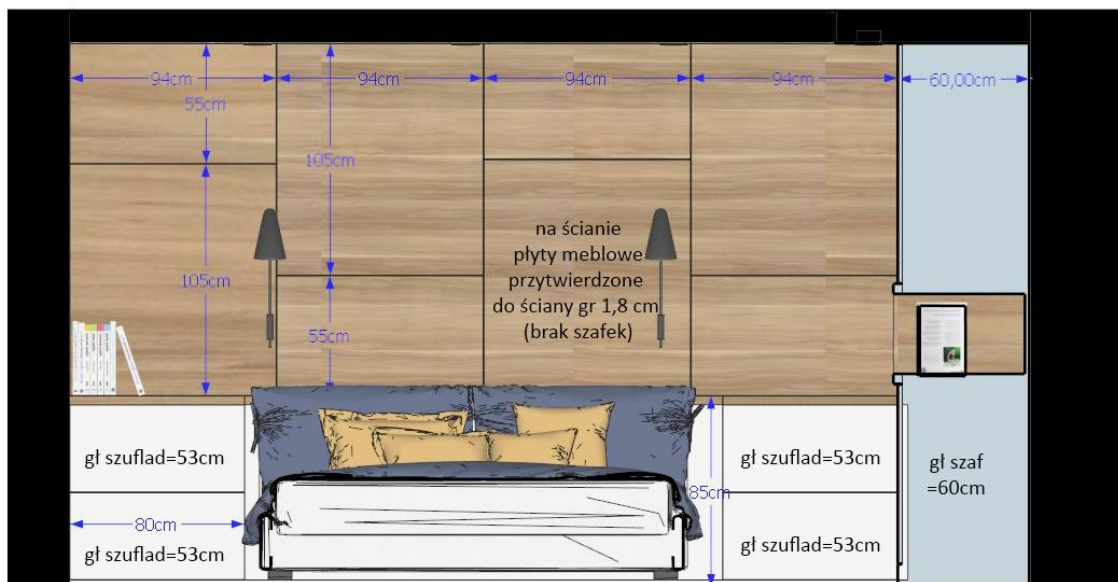 94cm
94cm
94cm
94cm
60,00cm
55cm
105cm
na ścianie
płyty meblowe
przytwierdzone
do ściany gr 1,8 cm
(brak szafek)
105cm
55cm
gł szuflad=53cm
gł szuflad=53cm
gł szaf
=60cm
85cm
80cm
gł szuflad=53cm
gł szuflad=53cm